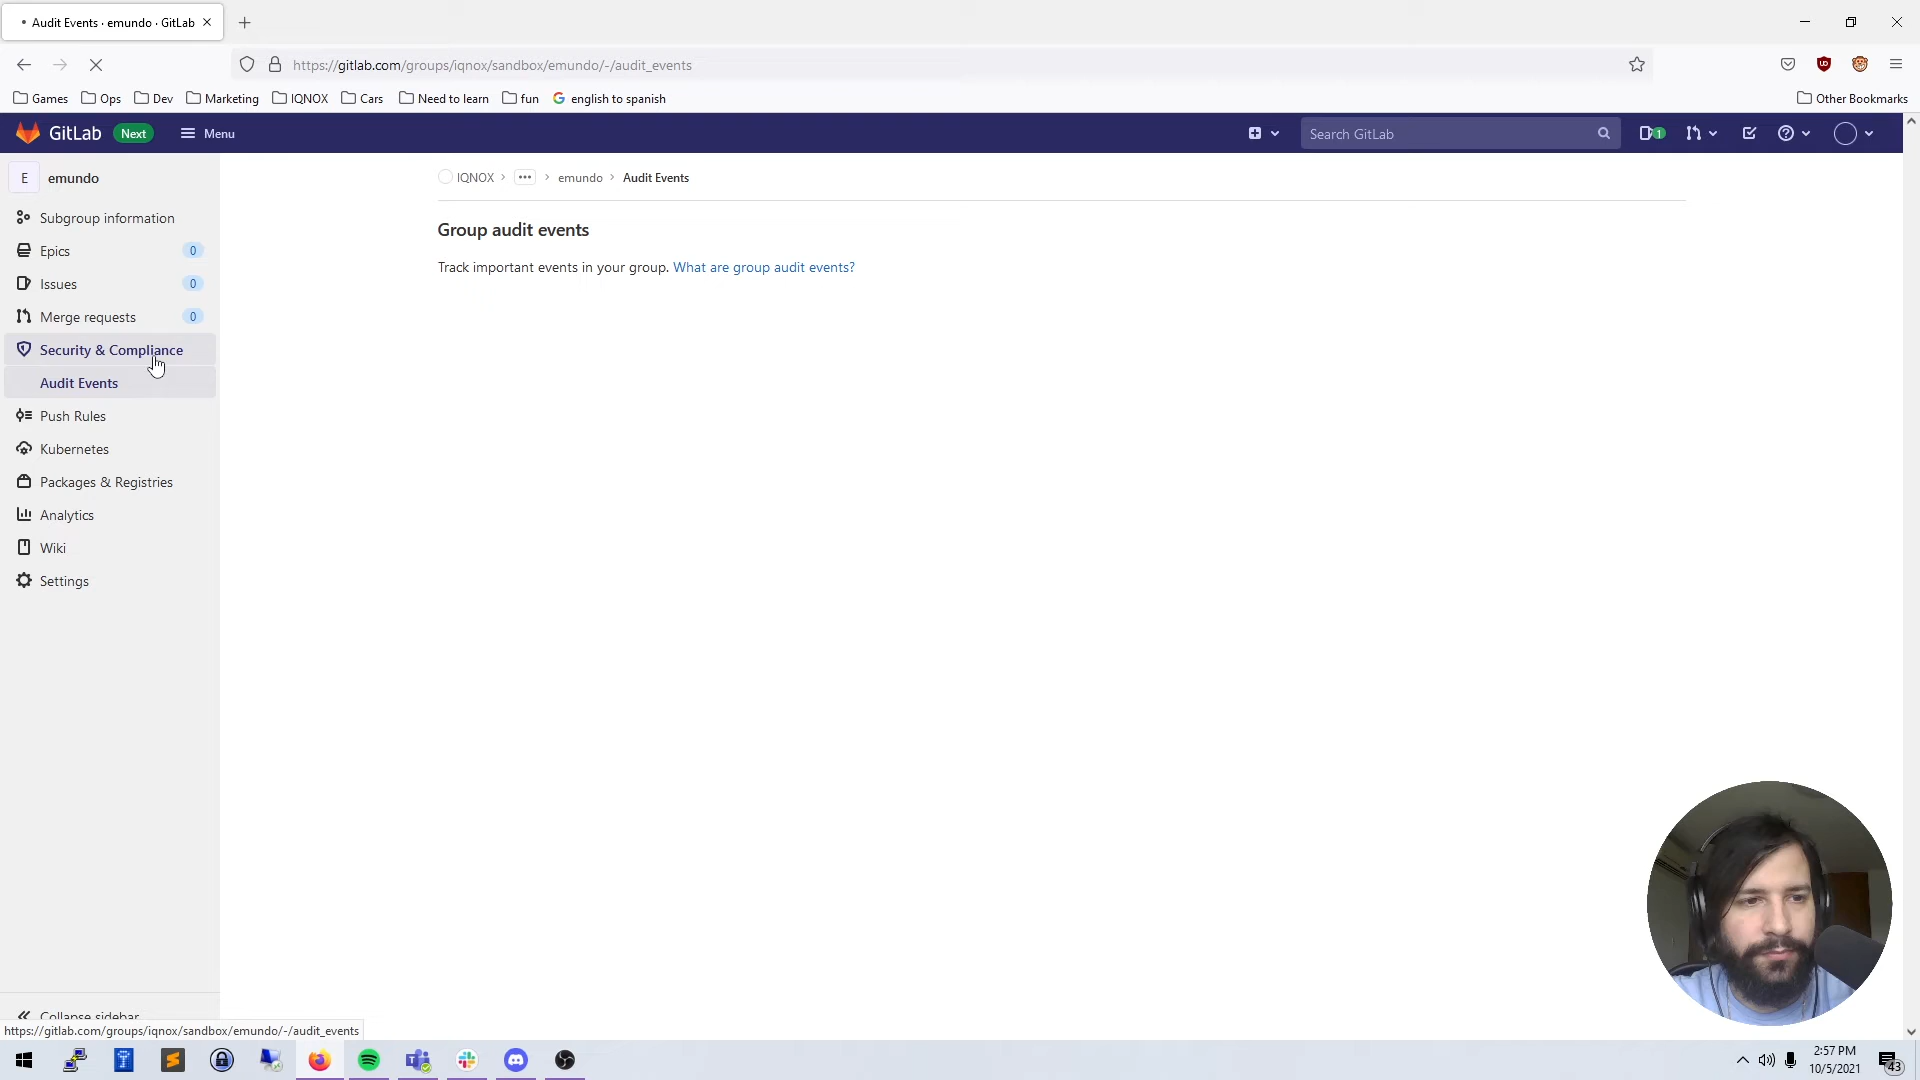 Audit Events · emundo · GitLab
https://gitlab.com/groups/iqnox/sandbox/emundo/-/audit_events
Games Ops Dev Marketing IQNOX Cars Need to learn fun english to spanish Other Bookmarks
GitLab Next Menu Search GitLab 1
E emundo
IQNOX > ... > emundo > Audit Events
Subgroup information
Epics 0
Issues 0
Merge requests 0
Security & Compliance
Audit Events
Push Rules
Kubernetes
Packages & Registries
Analytics
Wiki
Settings
Group audit events
Track important events in your group. What are group audit events?
Collapse sidebar
https://gitlab.com/groups/iqnox/sandbox/emundo/-/audit_events
2:57 PM
10/5/2021
43